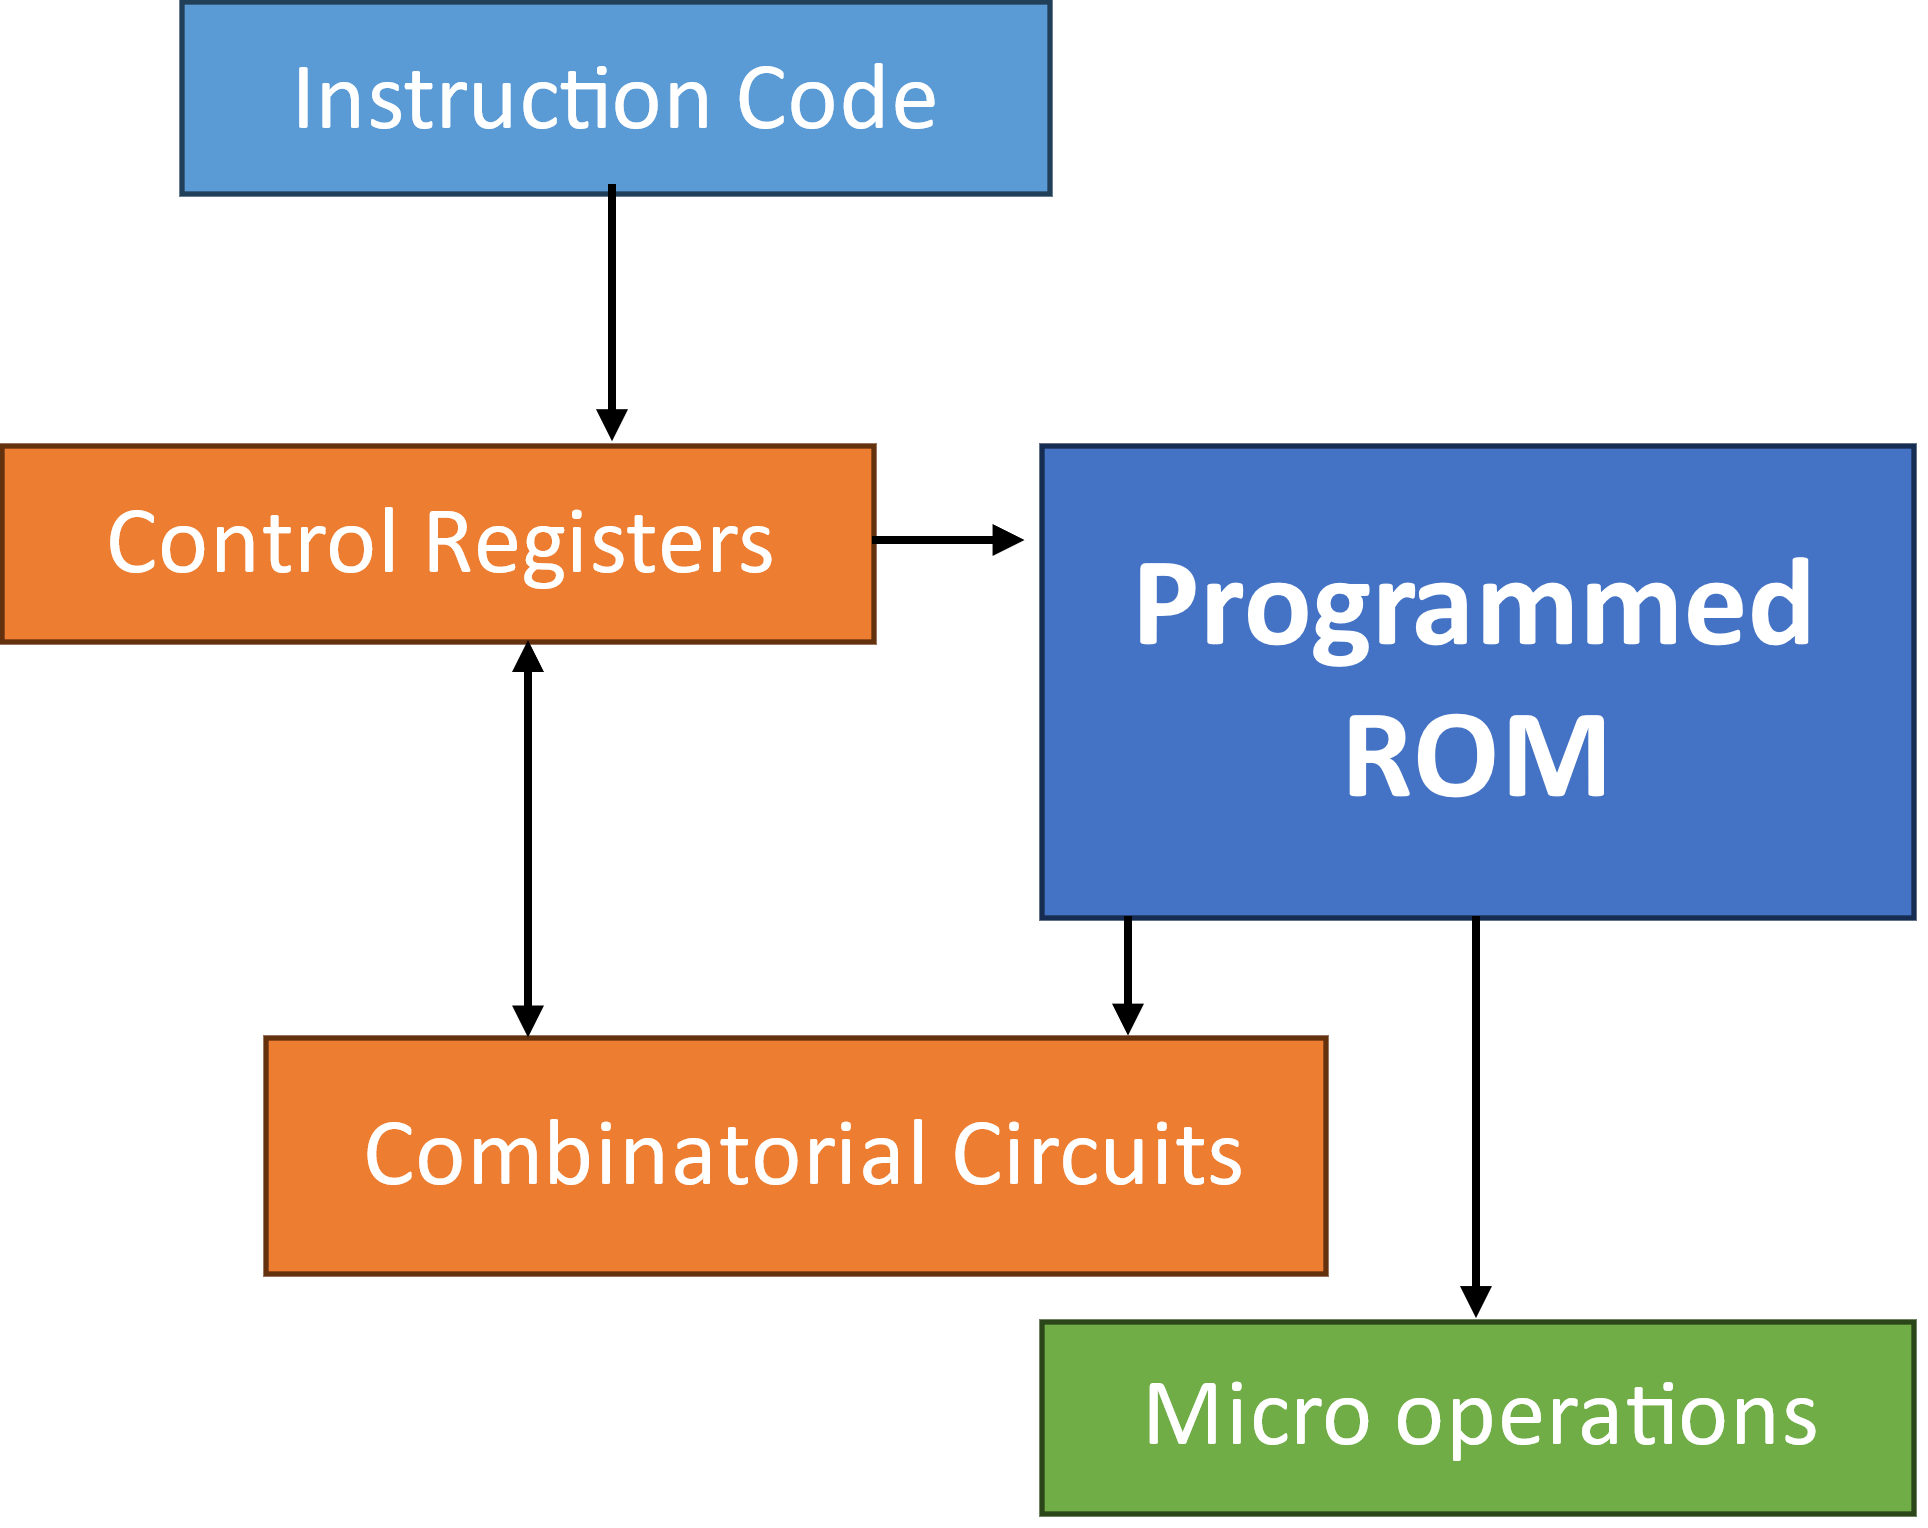 Instruction Code
Control Registers
Programmed
ROM
Combinatorial Circuits
Micro operations